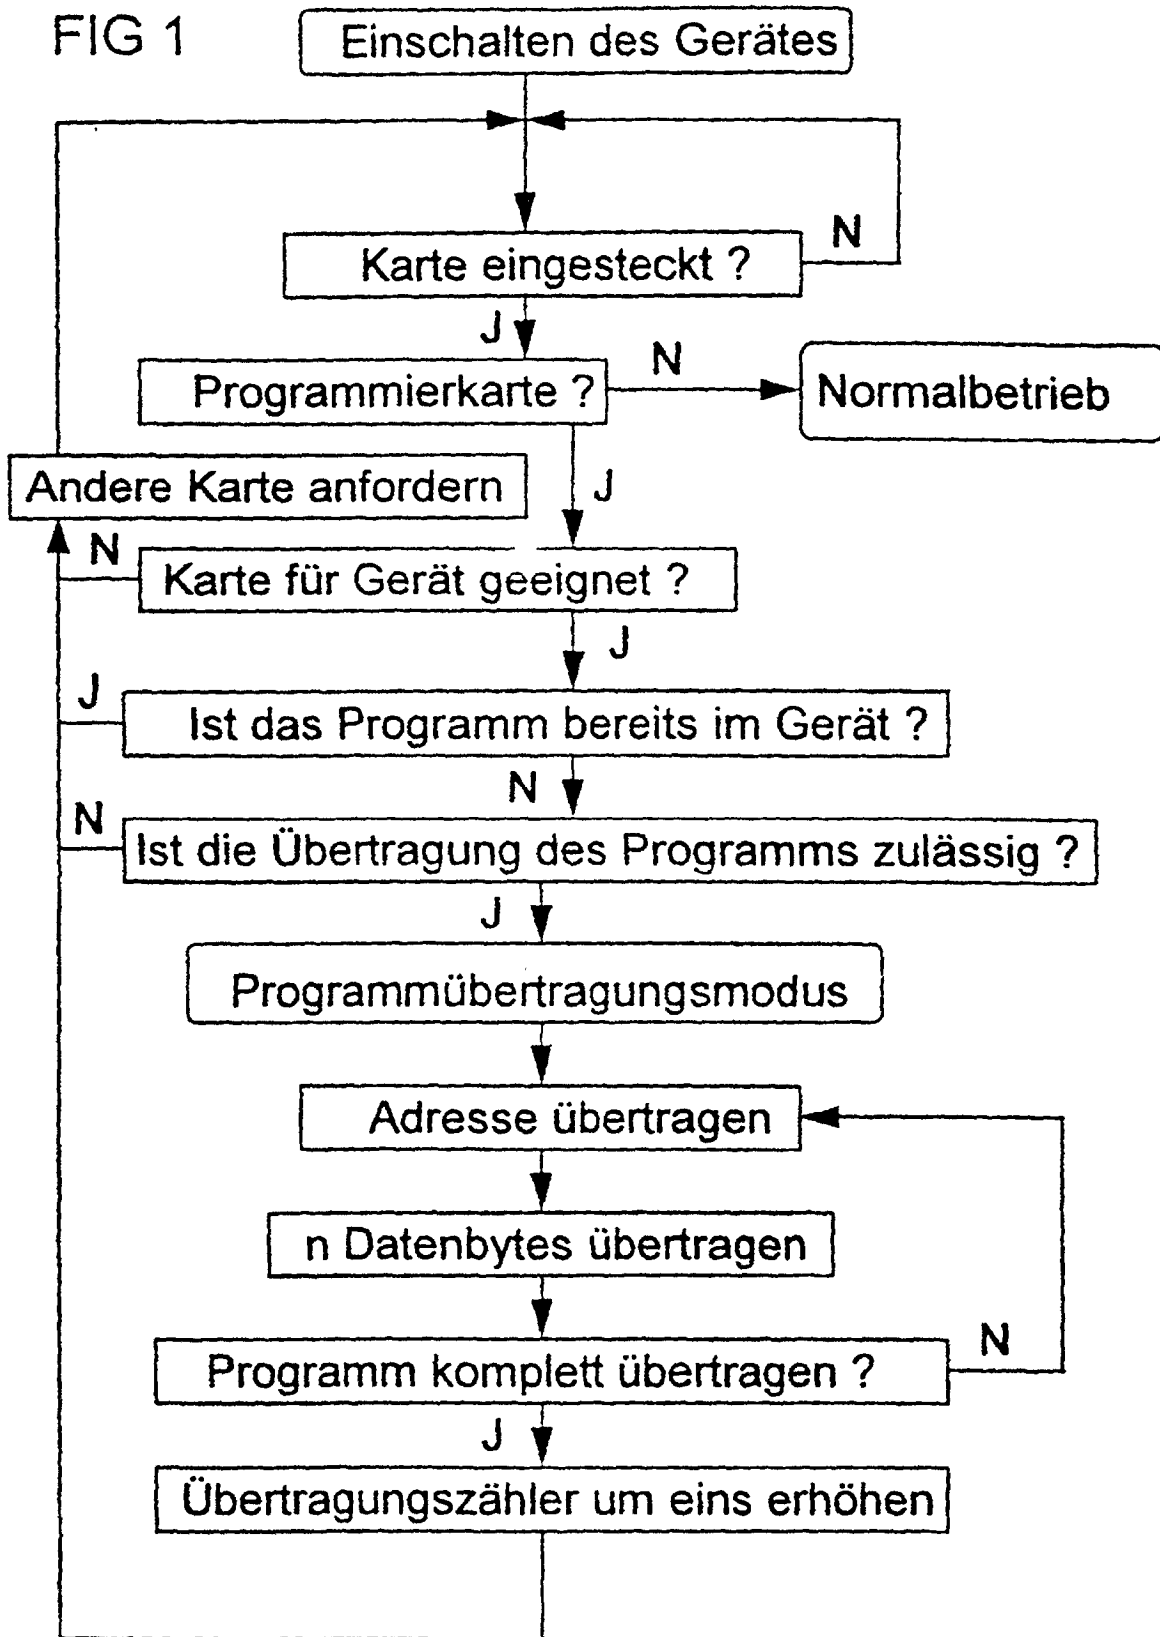 FIG 1
Einschalten des Gerätes
Karte eingesteckt ?
N
J
Programmierkarte ?
N
Normalbetrieb
J
Andere Karte anfordern
N
Karte für Gerät geeignet ?
J
J
Ist das Programm bereits im Gerät ?
N
N
Ist die Übertragung des Programms zulässig ?
J
Programmübertragungsmodus
Adresse übertragen
n Datenbytes übertragen
Programm komplett übertragen ?
N
J
Übertragungszähler um eins erhöhen